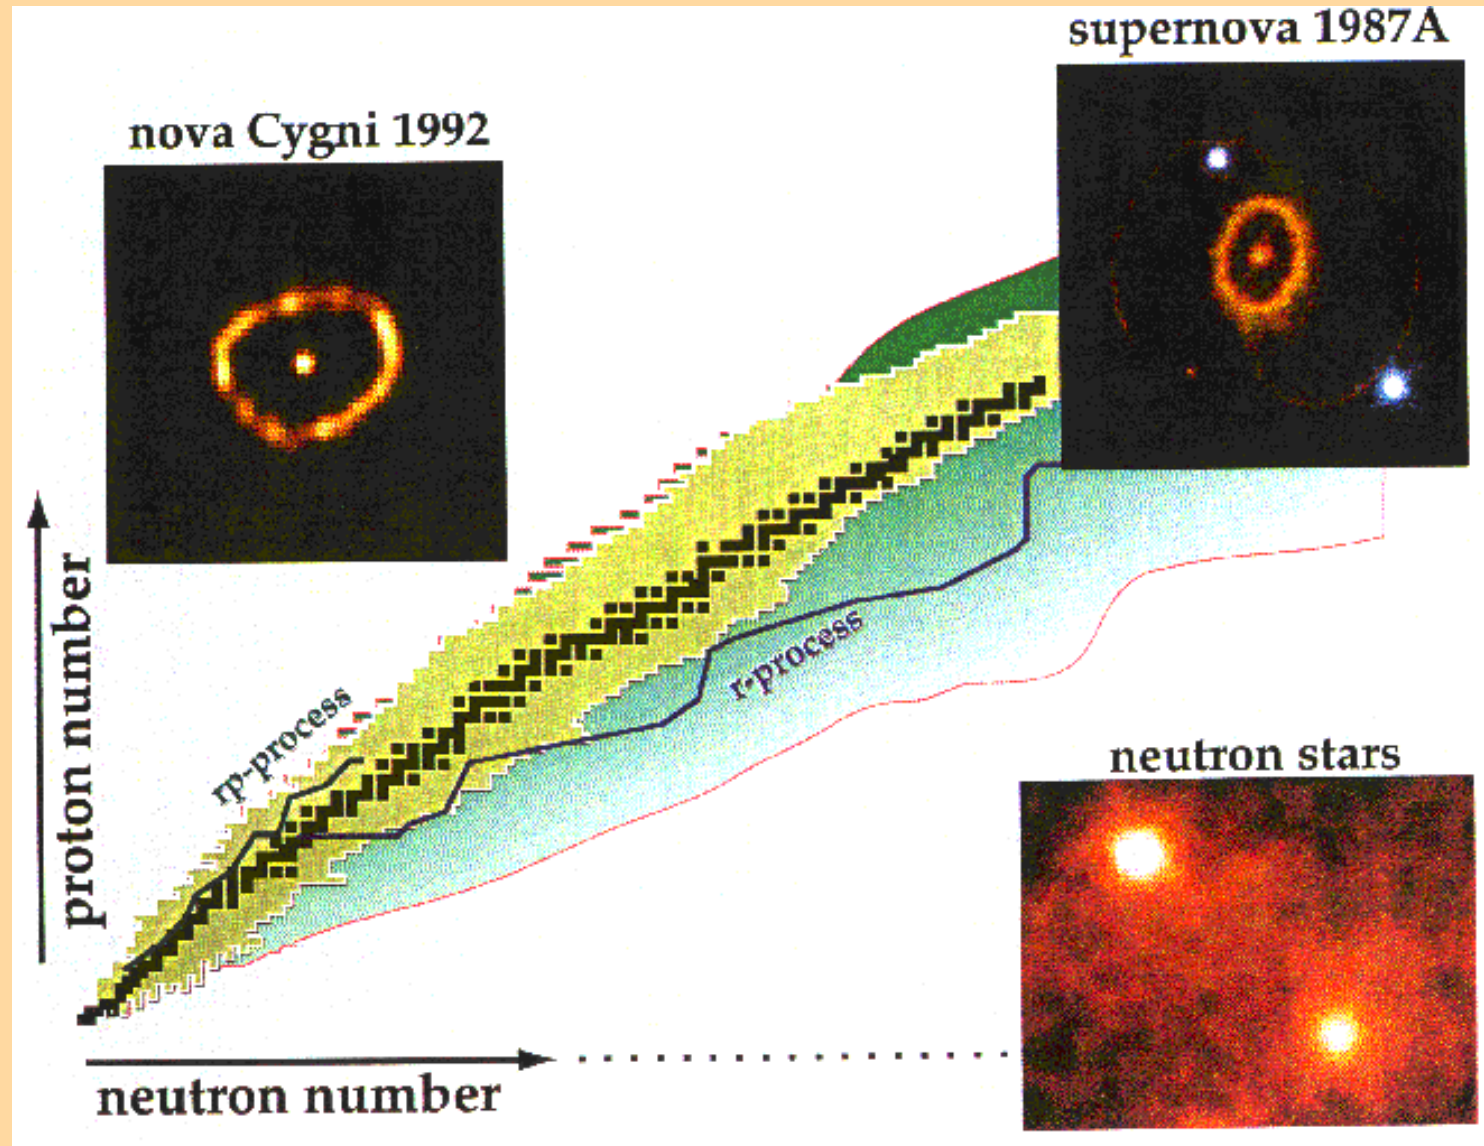 supernova 1987A
nova Cygni 1992
proton number
rp-process
r-process
neutron stars
neutron number